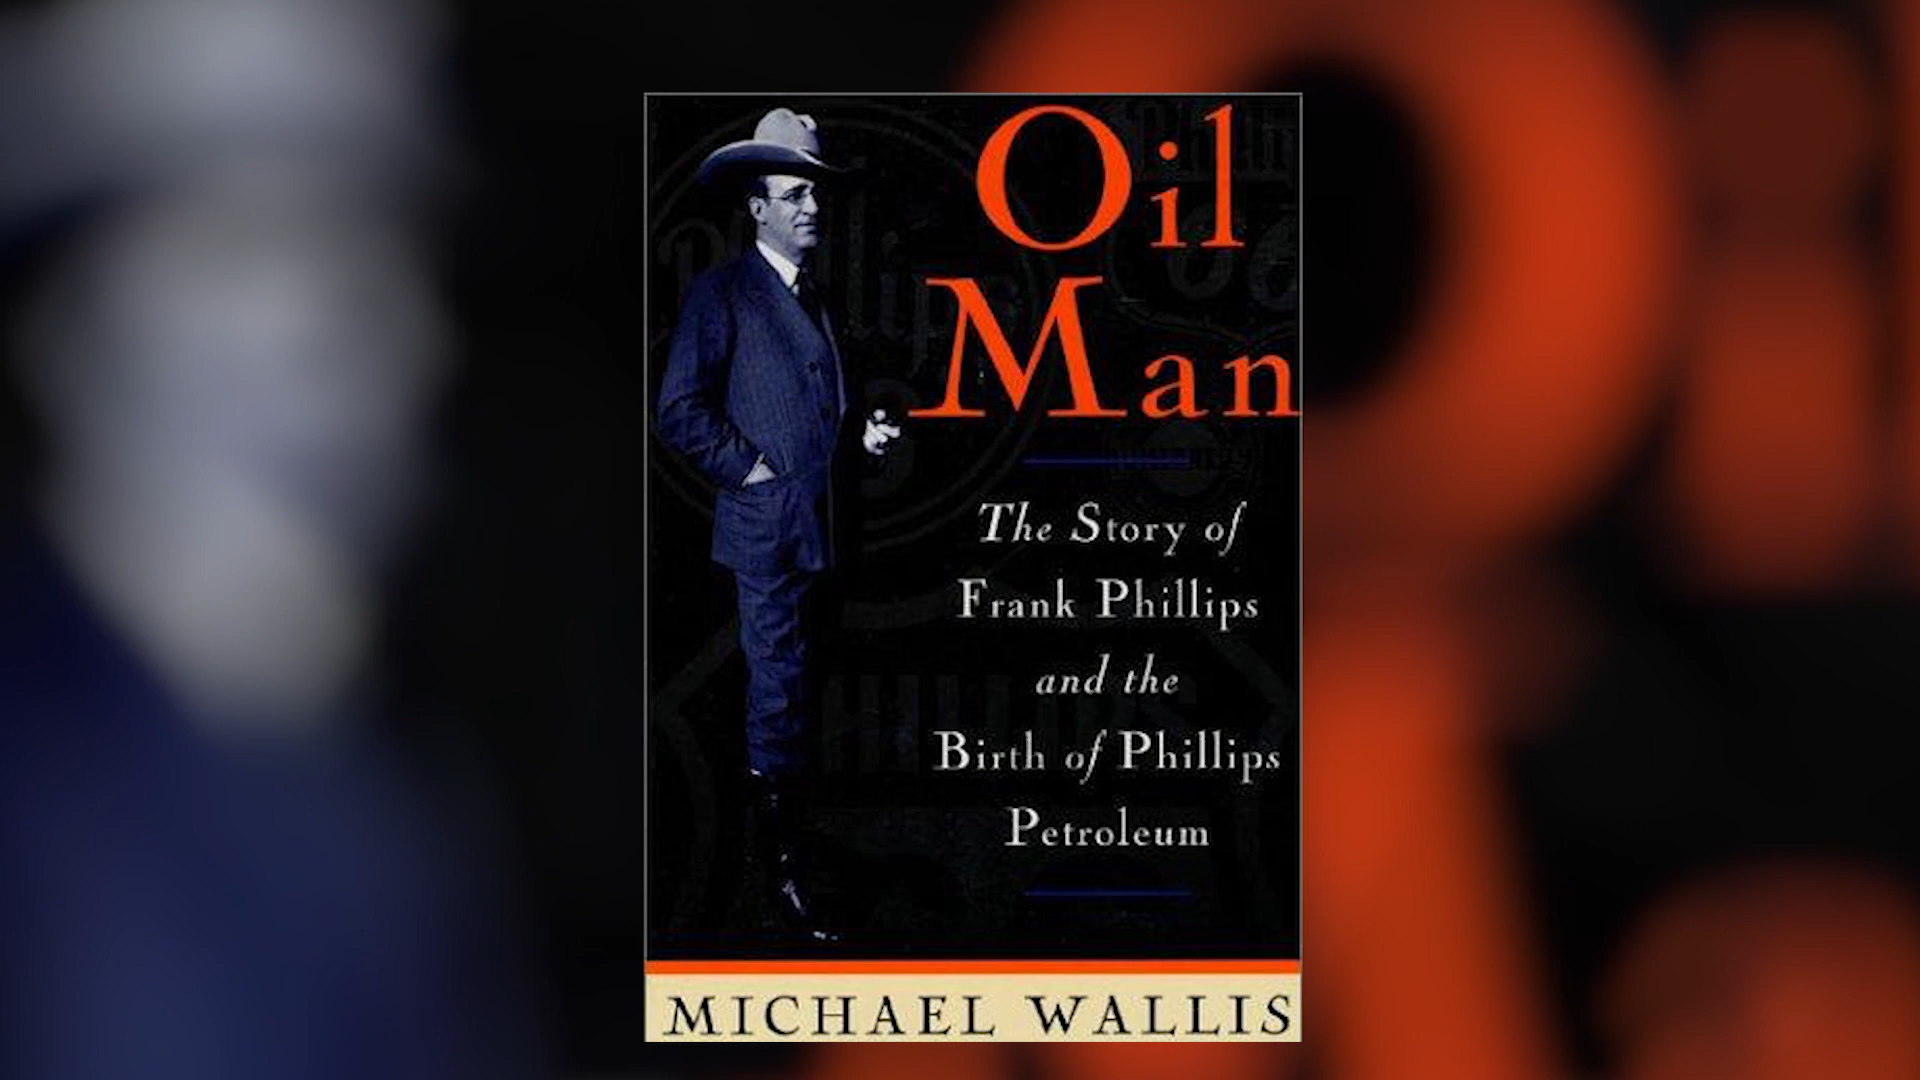 Oil
Man
The Story of
Frank Phillips
and the
Birth of Phillips
Petroleum
MICHAEL WALLIS